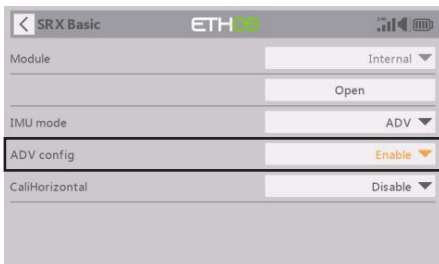 SRX Basic ETHOS
Module Internal
Open
IMU mode ADV
ADV config Enable
CaliHorizontal Disable